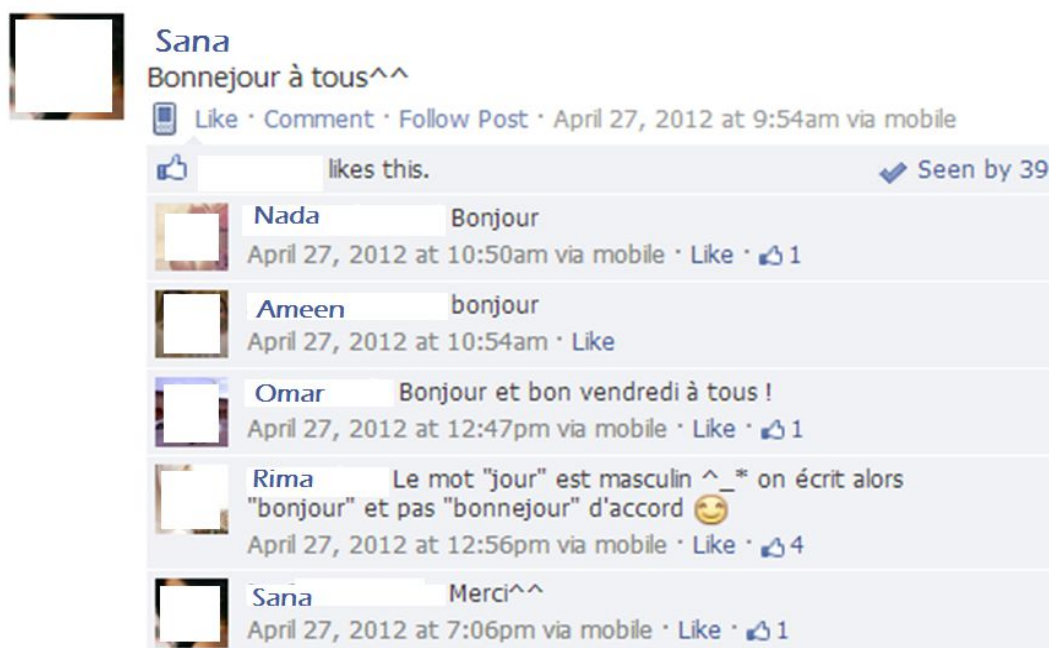 Sana
Bonnejour à tous^^
Like · Comment · Follow Post · April 27, 2012 at 9:54am via mobile
likes this. Seen by 39
Nada Bonjour
April 27, 2012 at 10:50am via mobile · Like · 1
Ameen bonjour
April 27, 2012 at 10:54am · Like
Omar Bonjour et bon vendredi à tous !
April 27, 2012 at 12:47pm via mobile · Like · 1
Rima Le mot "jour" est masculin ^_* on écrit alors
"bonjour" et pas "bonnejour" d'accord
April 27, 2012 at 12:56pm via mobile · Like · 4
Sana Merci^^
April 27, 2012 at 7:06pm via mobile · Like · 1